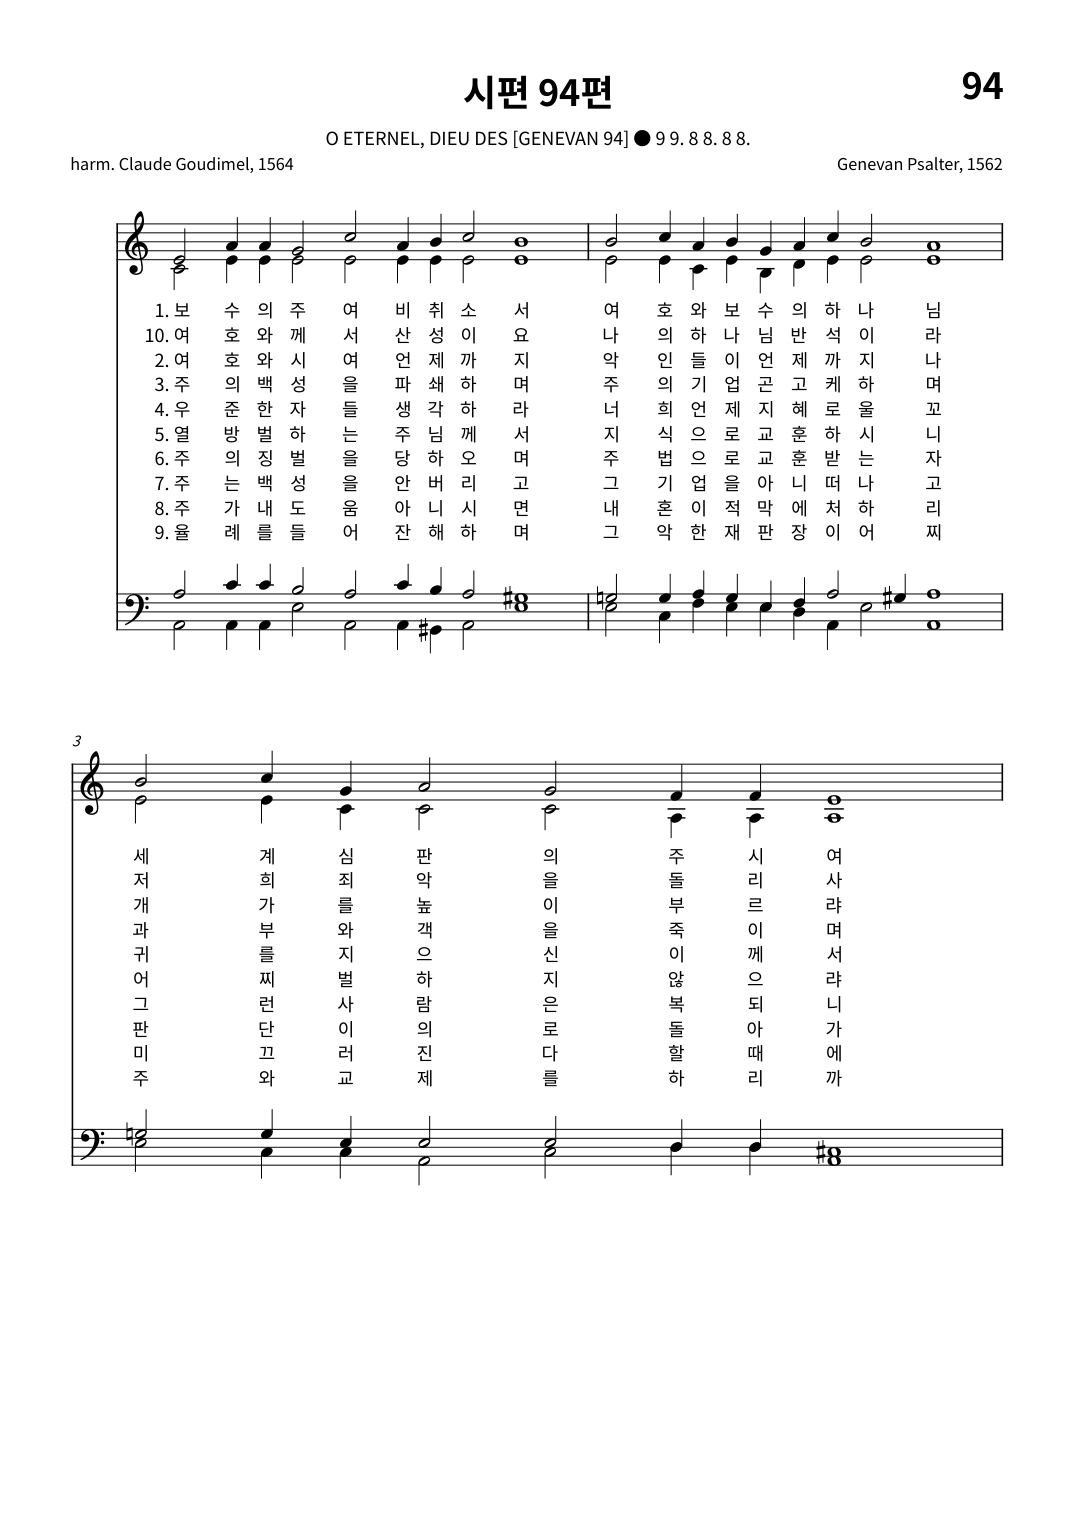 시편 94편
94
O ETERNEL, DIEU DES [GENEVAN 94] ● 9 9. 8 8. 8 8.
harm. Claude Goudimel, 1564
Genevan Psalter, 1562
1. 보 수 의 주 여 비 취 소 서 여 호 와 보 수 의 하 나 님
10. 여 호 와 께 서 산 성 이 요 나 의 하 나 님 반 석 이 라
2. 여 호 와 시 여 언 제 까 지 악 인 들 이 언 제 까 지 나
3. 주 의 백 성 을 파 쇄 하 며 주 의 기 업 곤 고 케 하 며
4. 우 준 한 자 들 생 각 하 라 너 희 언 제 지 혜 로 울 꼬
5. 열 방 벌 하 는 주 님 께 서 지 식 으 로 교 훈 하 시 니
6. 주 의 징 벌 을 당 하 오 며 주 법 으 로 교 훈 받 는 자
7. 주 는 백 성 을 안 버 리 고 그 기 업 을 아 니 떠 나 고
8. 주 가 내 도 움 아 니 시 면 내 혼 이 적 막 에 처 하 리
9. 율 례 를 들 어 잔 해 하 며 그 악 한 재 판 장 이 어 찌
3
세 계 심 판 의 주 시 여
저 희 죄 악 을 돌 리 사
개 가 를 높 이 부 르 랴
과 부 와 객 을 죽 이 며
귀 를 지 으 신 이 께 서
어 찌 벌 하 지 않 으 랴
그 런 사 람 은 복 되 니
판 단 이 의 로 돌 아 가
미 끄 러 진 다 할 때 에
주 와 교 제 를 하 리 까